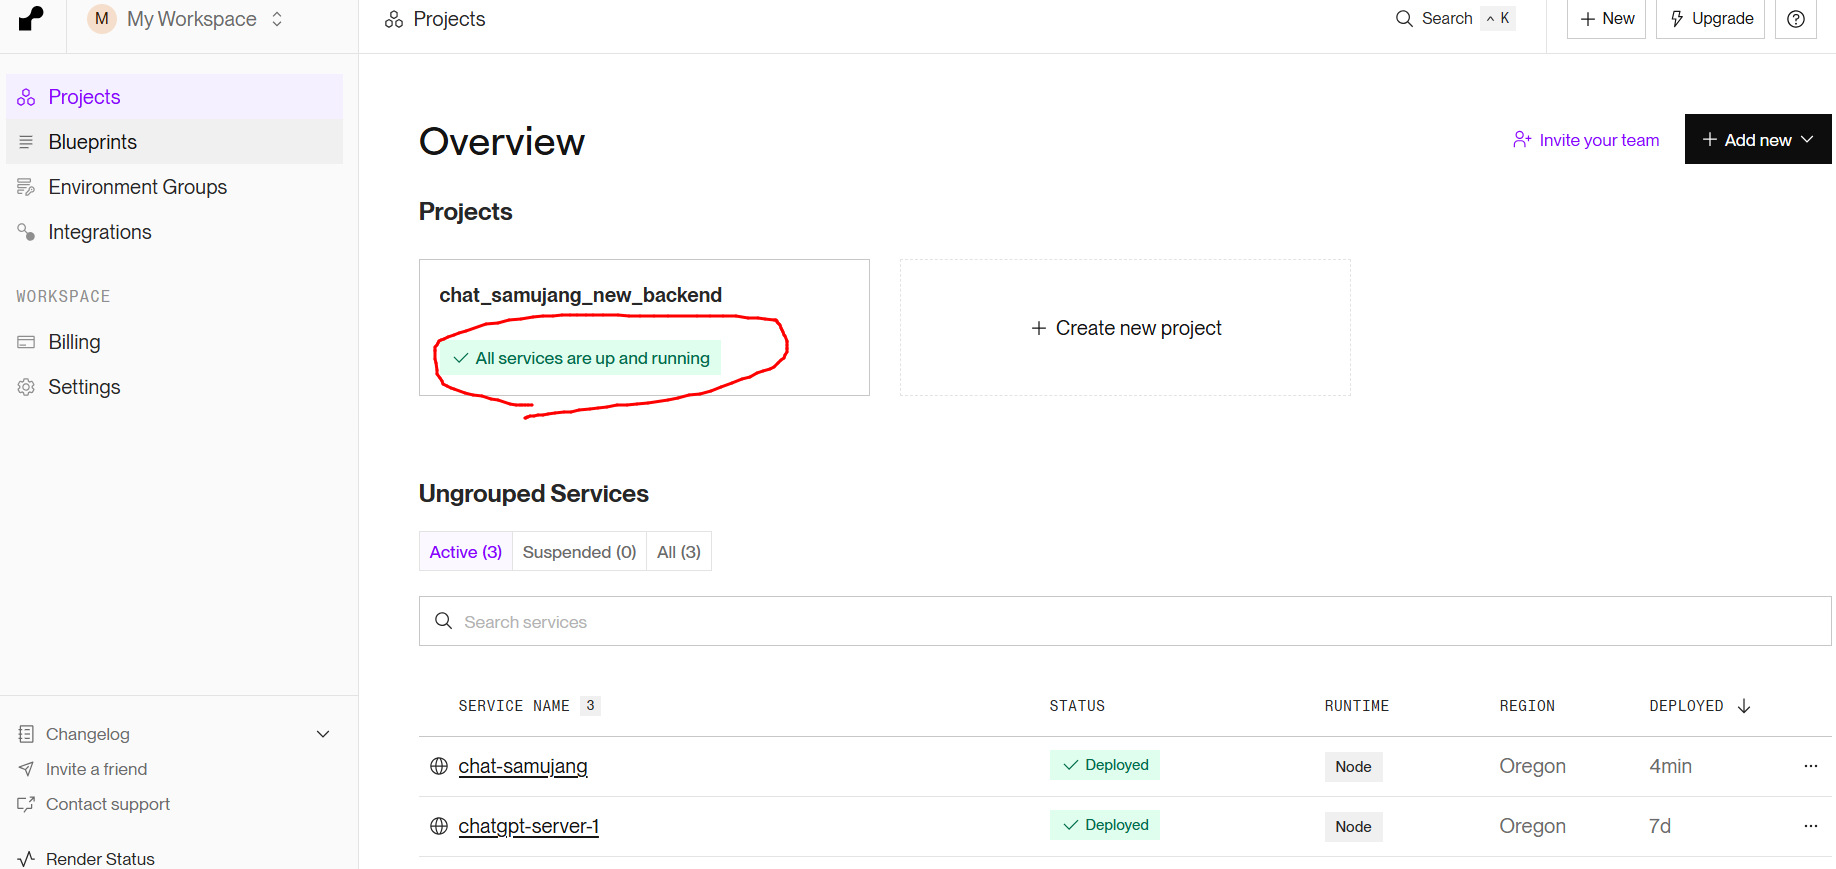 M My Workspace
Projects
Search ^ K
+ New
Upgrade
Projects
Blueprints
Environment Groups
Integrations
WORKSPACE
Billing
Settings
Changelog
Invite a friend
Contact support
Render Status
Overview
Invite your team
+ Add new
Projects
chat_samujang_new_backend
All services are up and running
+ Create new project
Ungrouped Services
Active (3) Suspended (0) All (3)
Search services
SERVICE NAME 3 STATUS RUNTIME REGION DEPLOYED
chat-samujang Deployed Node Oregon 4min
chatgpt-server-1 Deployed Node Oregon 7d